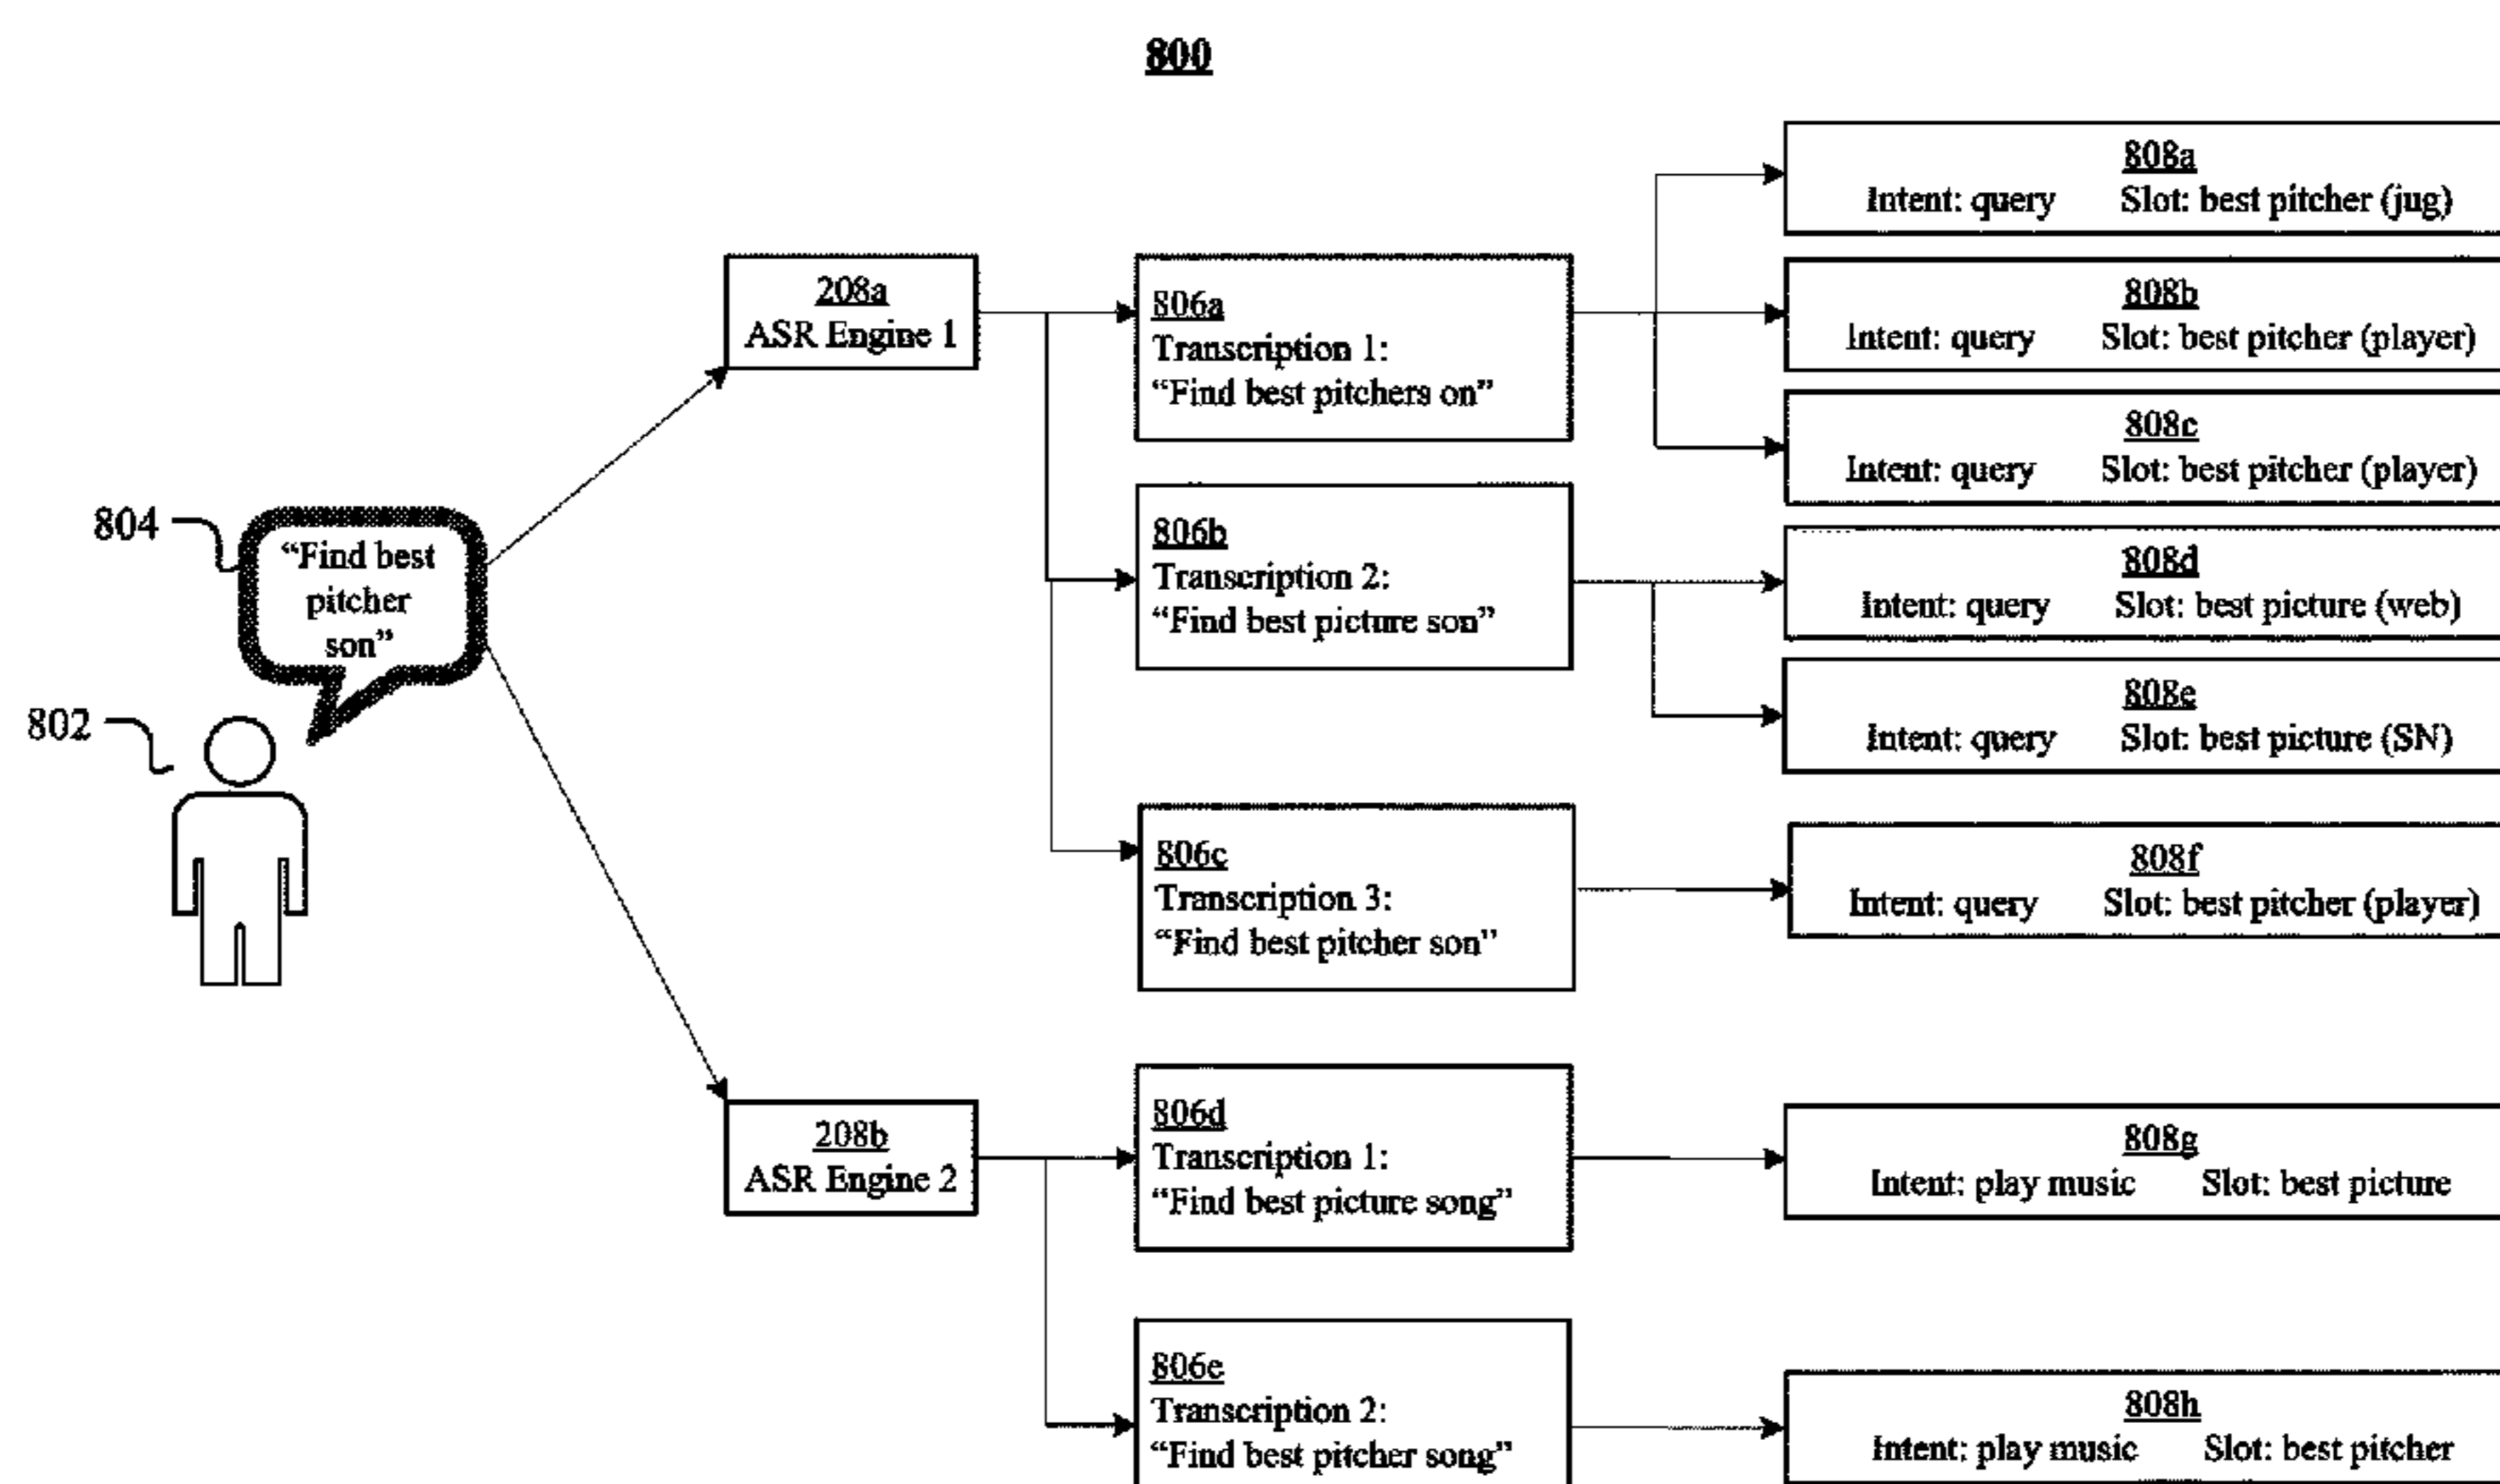 800
804
“Find best
pitcher
son”
802
208a
ASR Engine 1
208b
ASR Engine 2
806a
Transcription 1:
“Find best pitchers on”
806b
Transcription 2:
“Find best picture son”
806c
Transcription 3:
“Find best pitcher son”
806d
Transcription 1:
“Find best picture song”
806e
Transcription 2:
“Find best pitcher song”
808a
Intent: query Slot: best pitcher (jug)
808b
Intent: query Slot: best pitcher (player)
808c
Intent: query Slot: best pitcher (player)
808d
Intent: query Slot: best picture (web)
808e
Intent: query Slot: best picture (SN)
808f
Intent: query Slot: best pitcher (player)
808g
Intent: play music Slot: best picture
808h
Intent: play music Slot: best pitcher